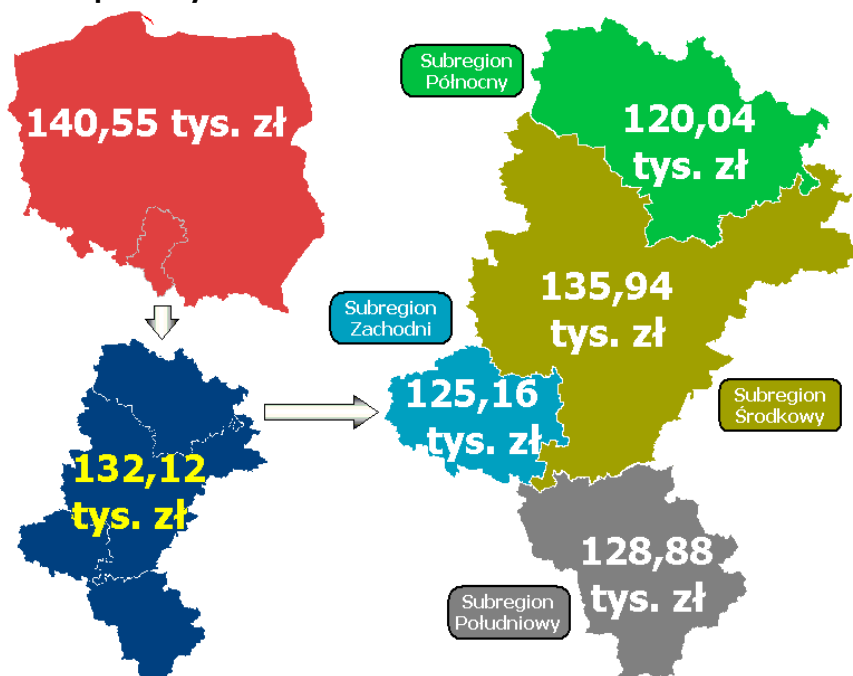 140,55 tys. zł
Subregion
Północny
120,04
tys. zł
135,94
tys. zł
Subregion
Zachodni
125,16
tys. zł
Subregion
Środkowy
132,12
tys. zł
128,88
tys. zł
Subregion
Południowy